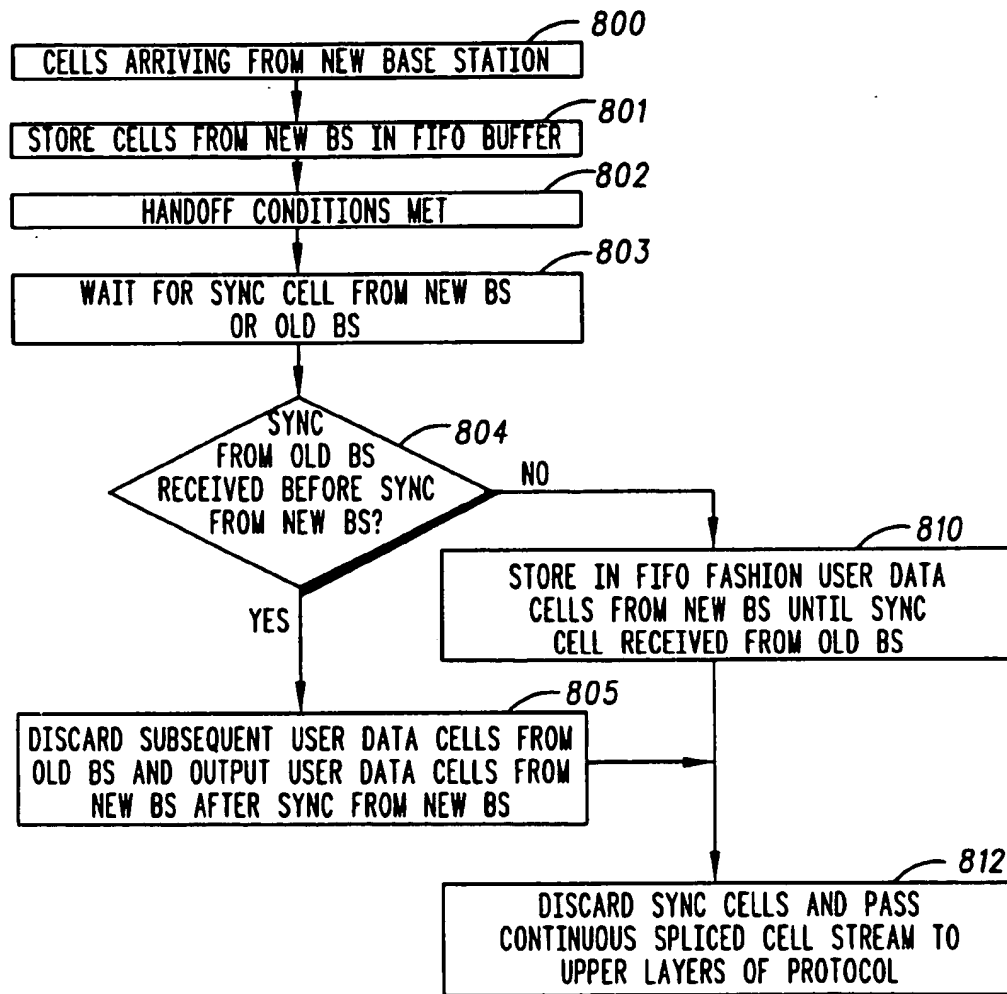 800
CELLS ARRIVING FROM NEW BASE STATION
801
STORE CELLS FROM NEW BS IN FIFO BUFFER
802
HANDOFF CONDITIONS MET
803
WAIT FOR SYNC CELL FROM NEW BS
OR OLD BS
804
SYNC
FROM OLD BS
RECEIVED BEFORE SYNC
FROM NEW BS?
NO
YES
810
STORE IN FIFO FASHION USER DATA
CELLS FROM NEW BS UNTIL SYNC
CELL RECEIVED FROM OLD BS
805
DISCARD SUBSEQUENT USER DATA CELLS FROM
OLD BS AND OUTPUT USER DATA CELLS FROM
NEW BS AFTER SYNC FROM NEW BS
812
DISCARD SYNC CELLS AND PASS
CONTINUOUS SPLICED CELL STREAM TO
UPPER LAYERS OF PROTOCOL